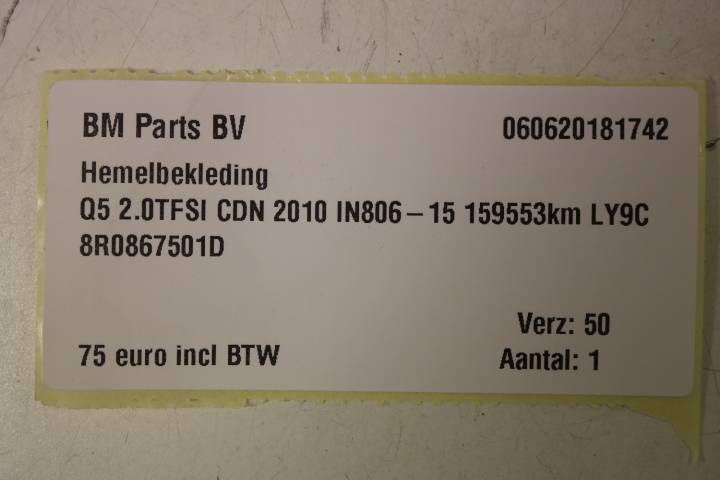 BM Parts BV 060620181742
Hemelbekleding
Q5 2.0TFSI CDN 2010 IN806-15 159553km LY9C
8R0867501D
Verz: 50
75 euro incl BTW Aantal: 1